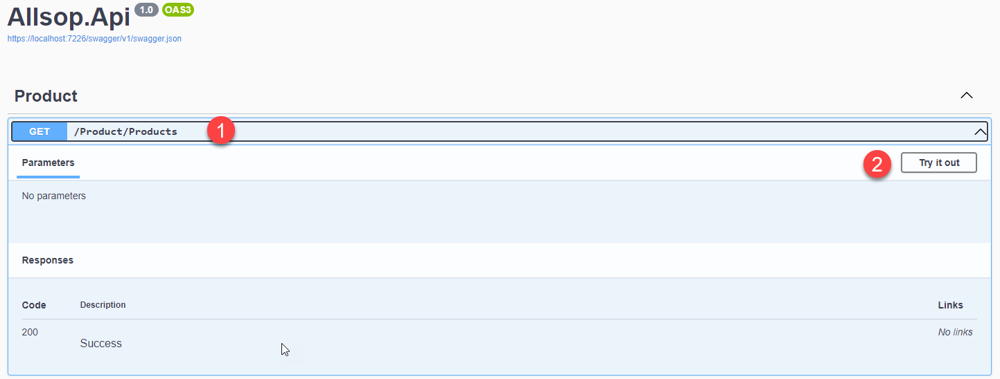 Allsop.Api 1.0 OAS3
https://localhost:7226/swagger/v1/swagger.json
Product
GET /Product/Products 1
Parameters 2 Try it out
No parameters
Responses
Code Description Links
200 Success No links